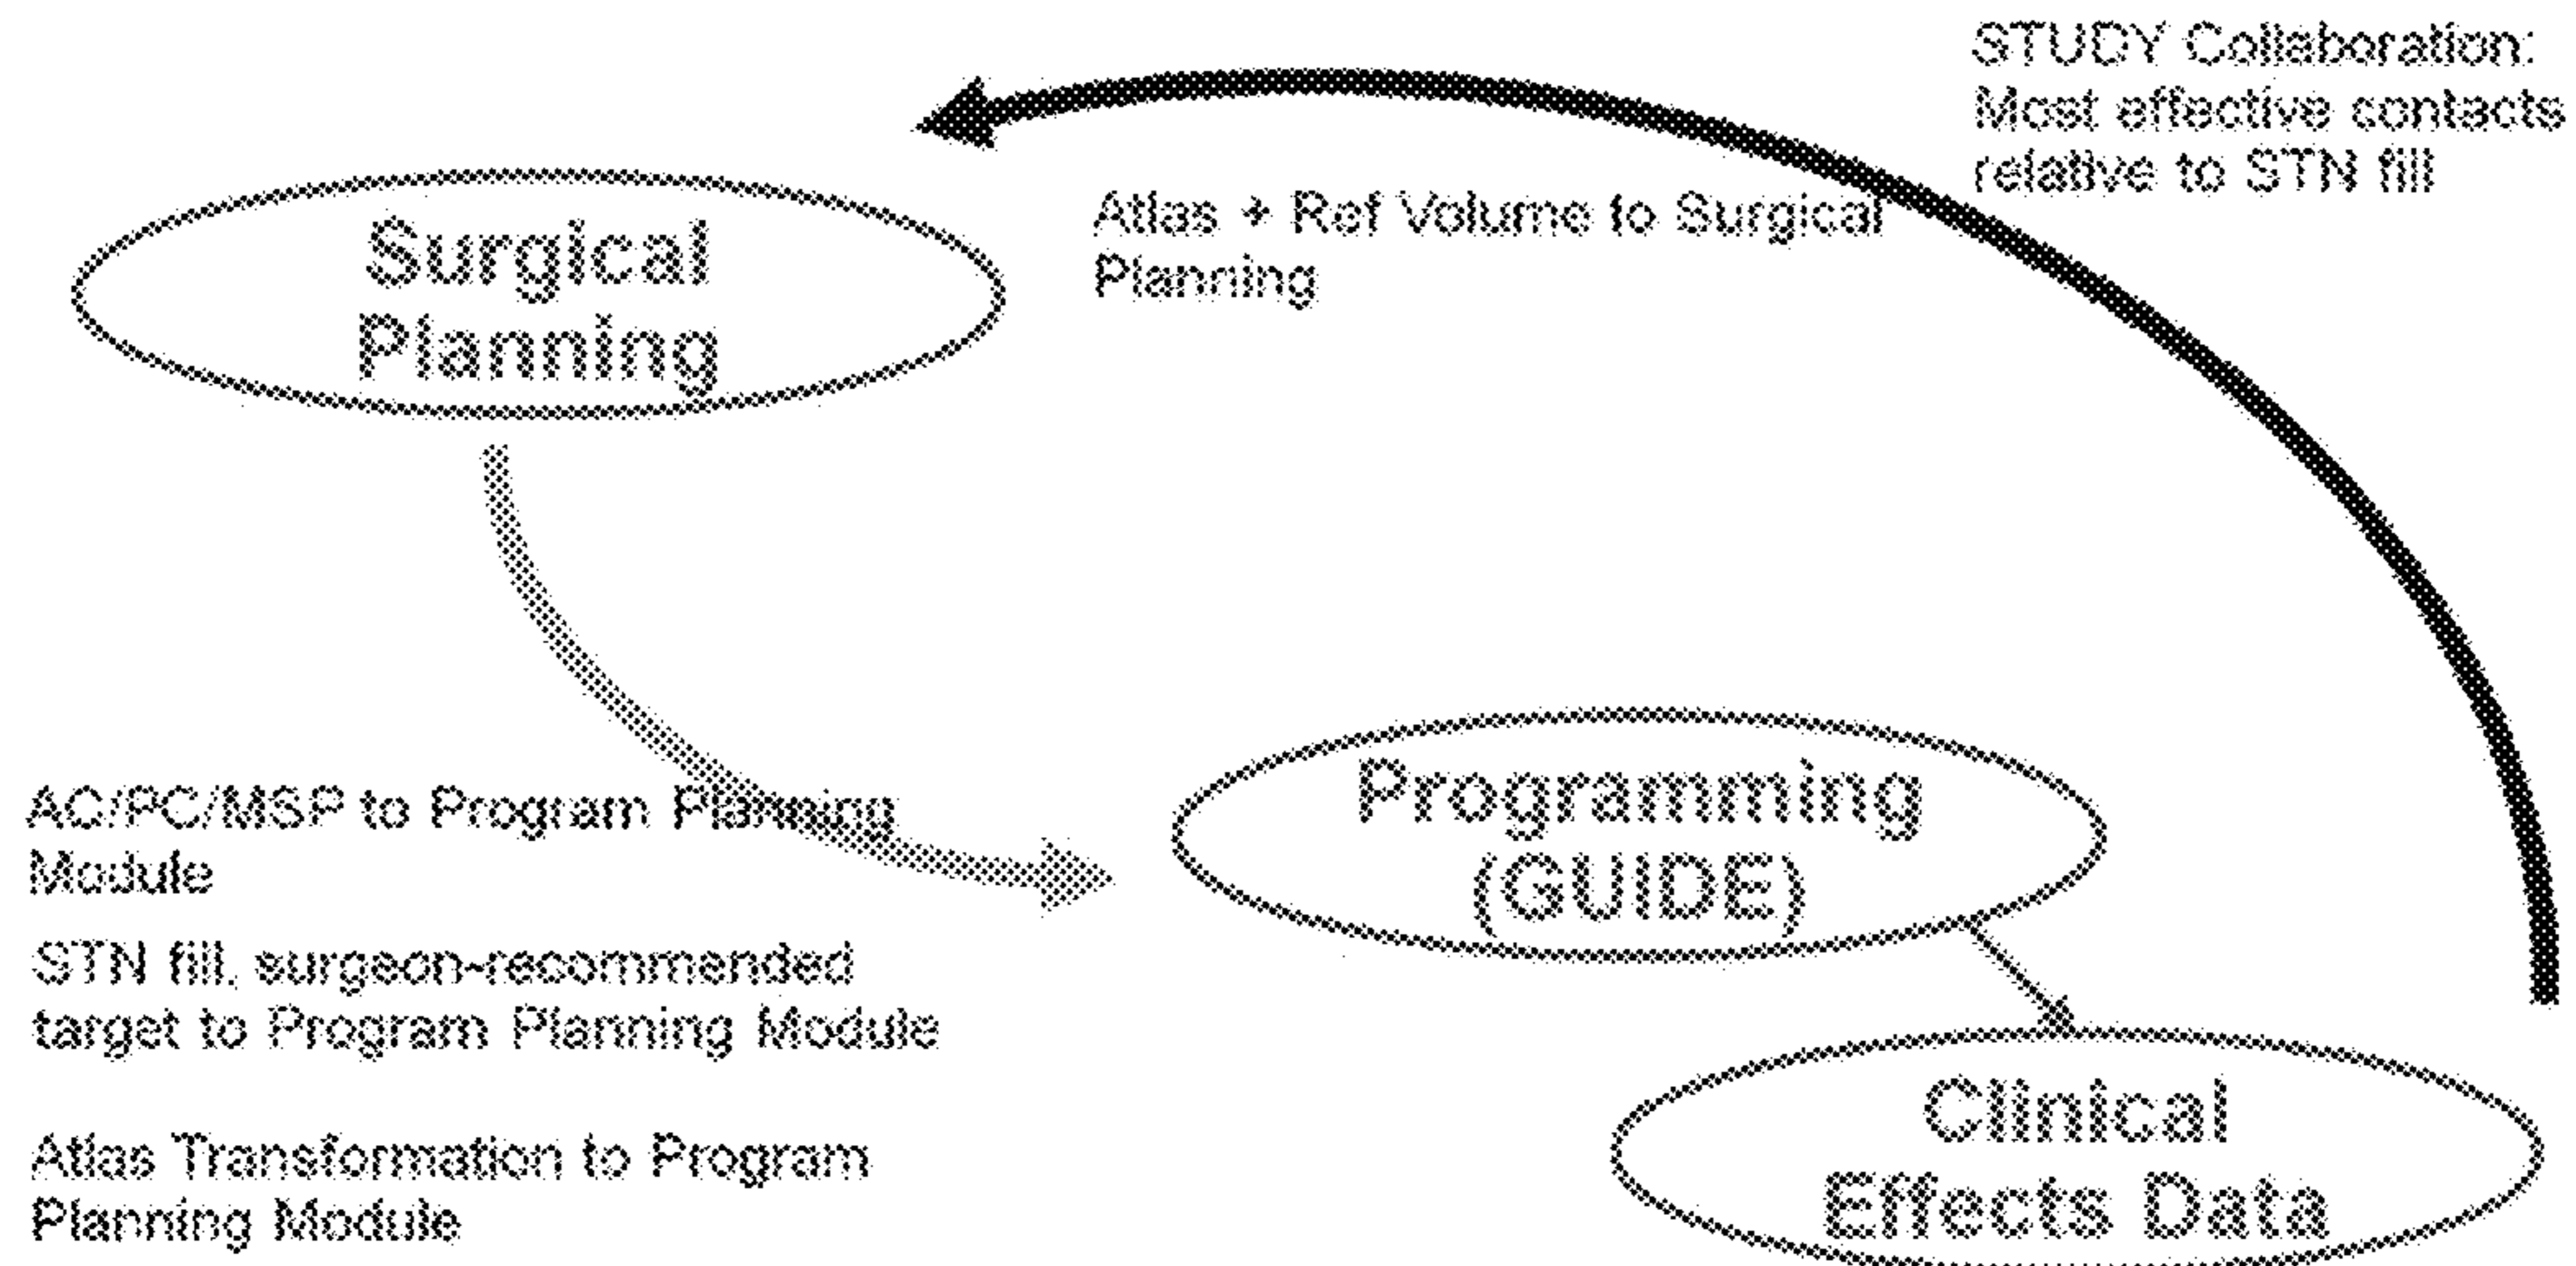 STUDY Collaboration:
Most effective contacts
relative to STN fill
Atlas + Ref Volume to Surgical
Planning
Surgical
Planning
AC/PC/MSP to Program Planning
Module
STN fill, surgeon-recommended
target to Program Planning Module
Atlas Transformation to Program
Planning Module
Programming
(GUIDE)
Clinical
Effects Data